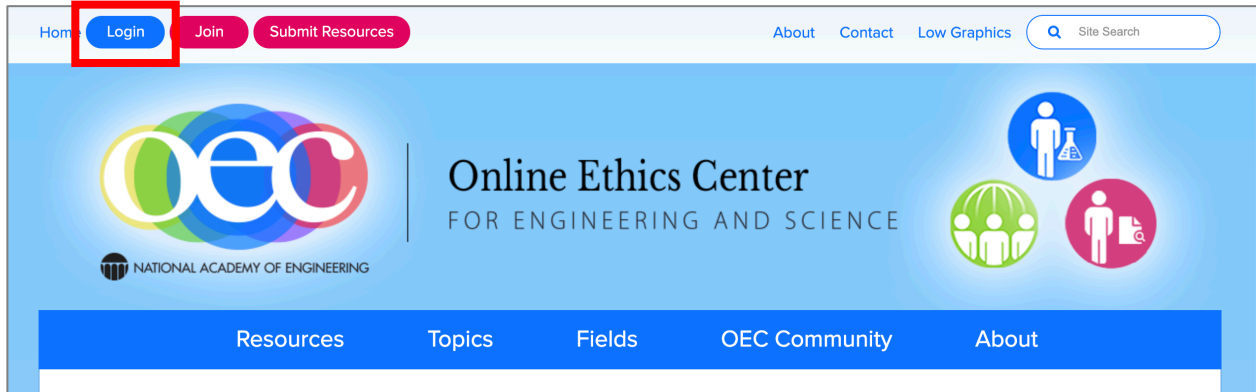 Home Login Join Submit Resources About Contact Low Graphics Site Search
oec
Online Ethics Center
FOR ENGINEERING AND SCIENCE
NATIONAL ACADEMY OF ENGINEERING
Resources Topics Fields OEC Community About